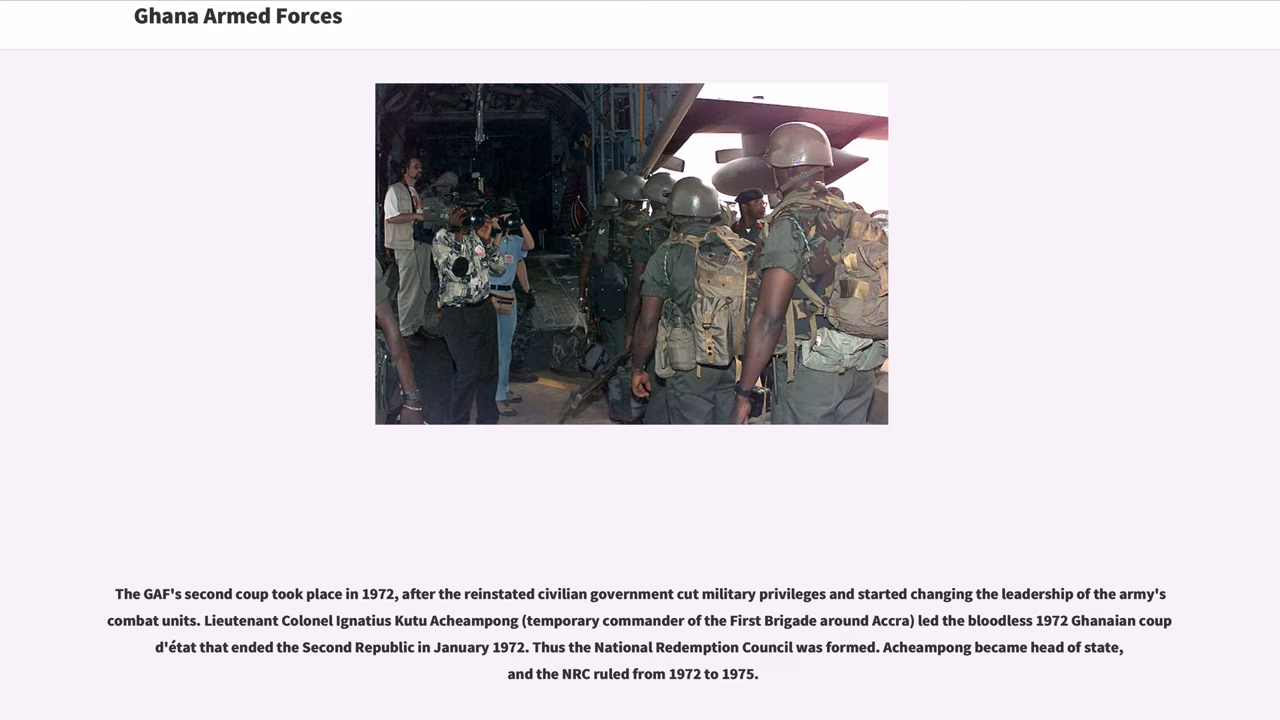 Ghana Armed Forces
The GAF's second coup took place in 1972, after the reinstated civilian government cut military privileges and started changing the leadership of the army's
combat units. Lieutenant Colonel Ignatius Kutu Acheampong (temporary commander of the First Brigade around Accra) led the bloodless 1972 Ghanaian coup
d'état that ended the Second Republic in January 1972. Thus the National Redemption Council was formed. Acheampong became head of state,
and the NRC ruled from 1972 to 1975.